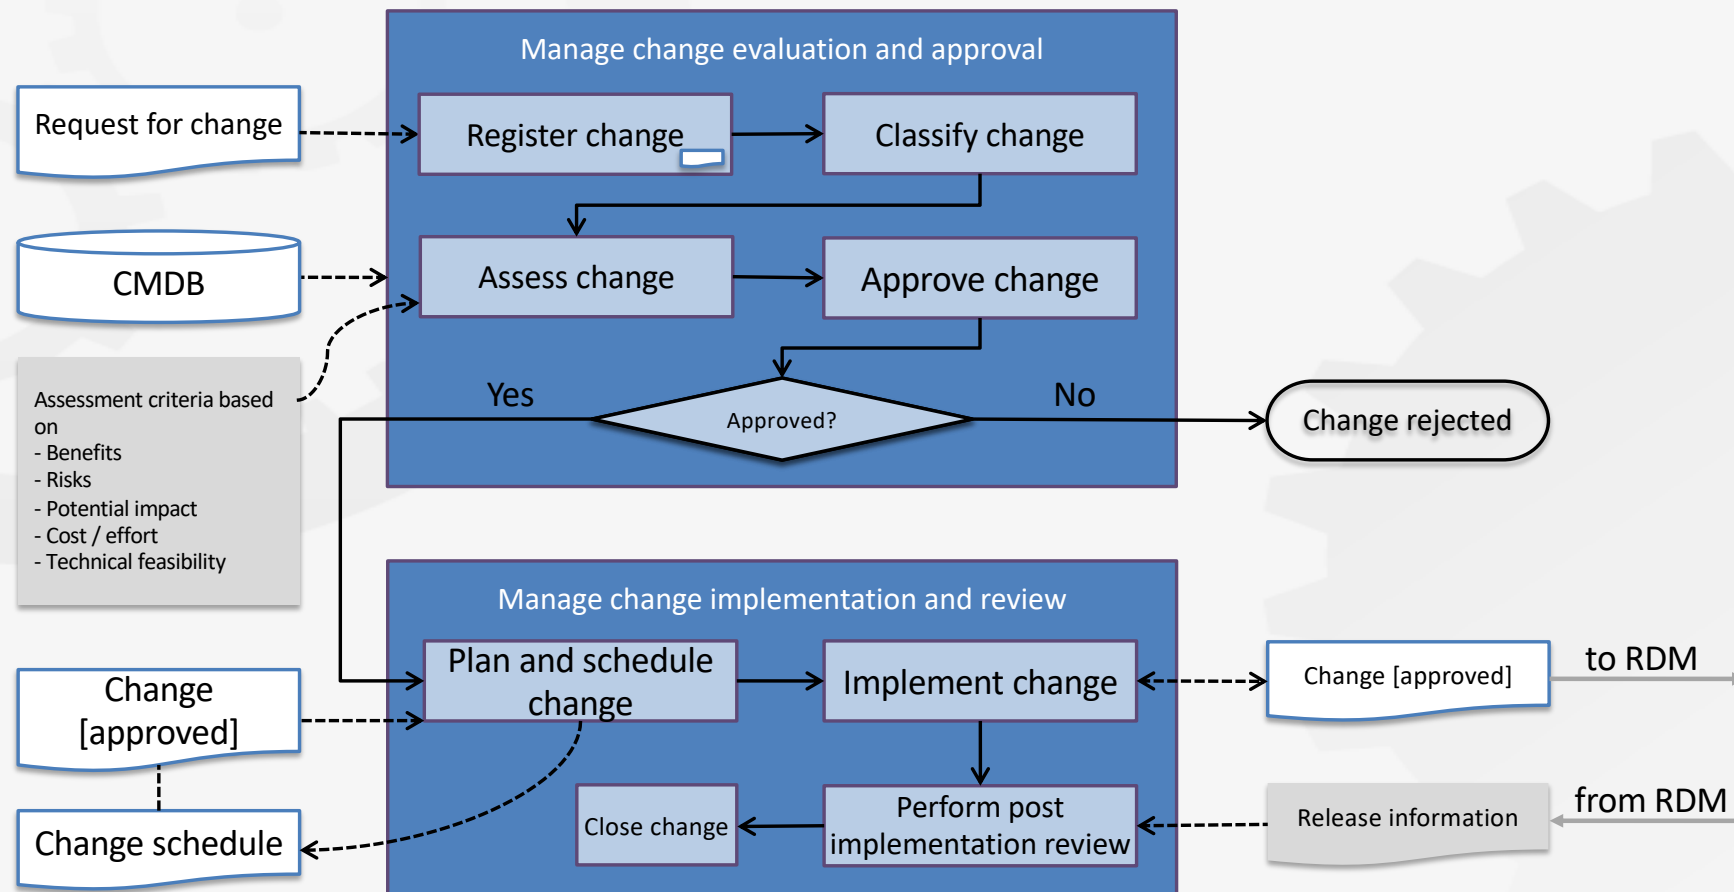 Manage change evaluation and approval
Request for change
Register change
Classify change
CMDB
Assess change
Approve change
Assessment criteria based
on
- Benefits
- Risks
- Potential impact
- Cost / effort
- Technical feasibility
Yes
Approved?
No
Change rejected
Manage change implementation and review
Change
[approved]
Plan and schedule
change
Implement change
Change [approved]
to RDM
Change schedule
Close change
Perform post
implementation review
Release information
from RDM